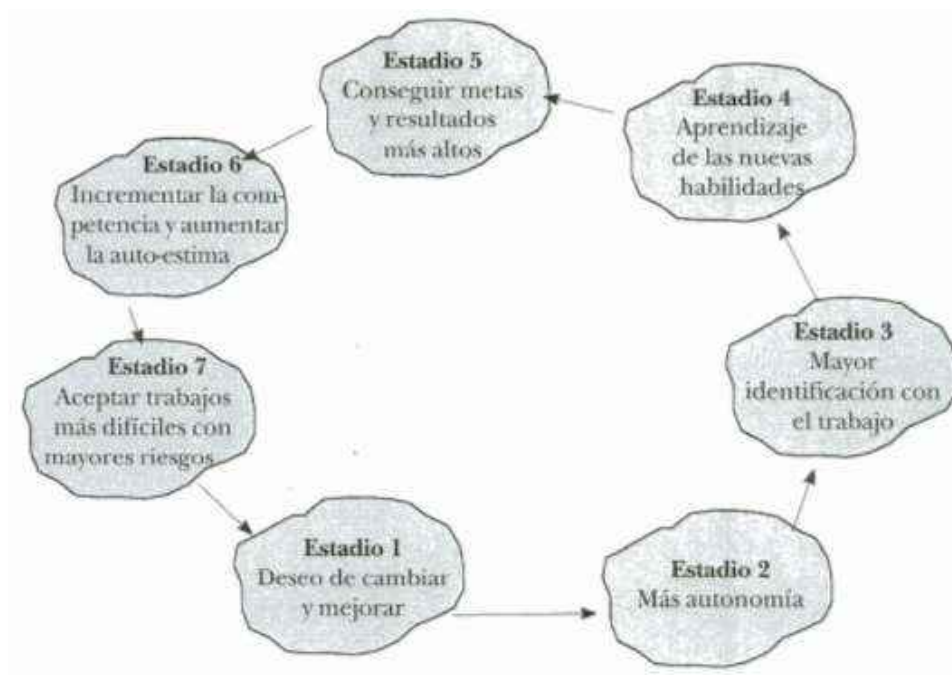 Estadio 5
Conseguir metas
y resultados
más altos
Estadio 4
Aprendizaje
de las nuevas
habilidades
Estadio 6
Incrementar la com-
petencia y aumentar
la auto-estima
Estadio 3
Mayor
identificación con
el trabajo
Estadio 7
Aceptar trabajos
más difíciles con
mayores riesgos
Estadio 1
Deseo de cambiar
y mejorar
Estadio 2
Más autonomía